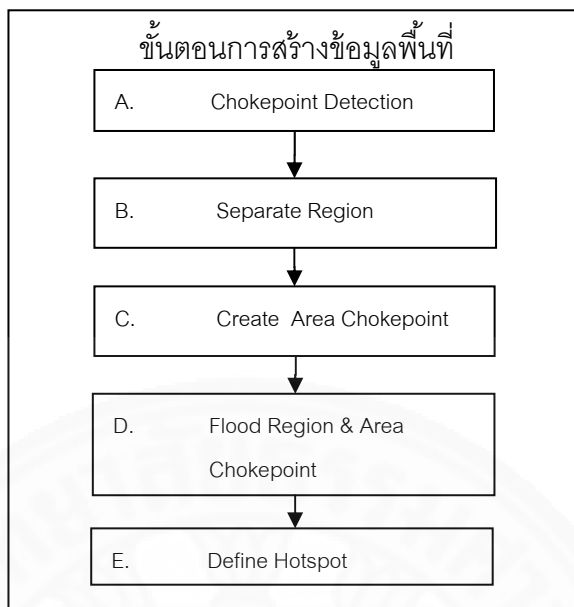 ขั้นตอนการสร้างข้อมูลพื้นที่
A. Chokepoint Detection
B. Separate Region
C. Create Area Chokepoint
D. Flood Region & Area
Chokepoint
E. Define Hotspot